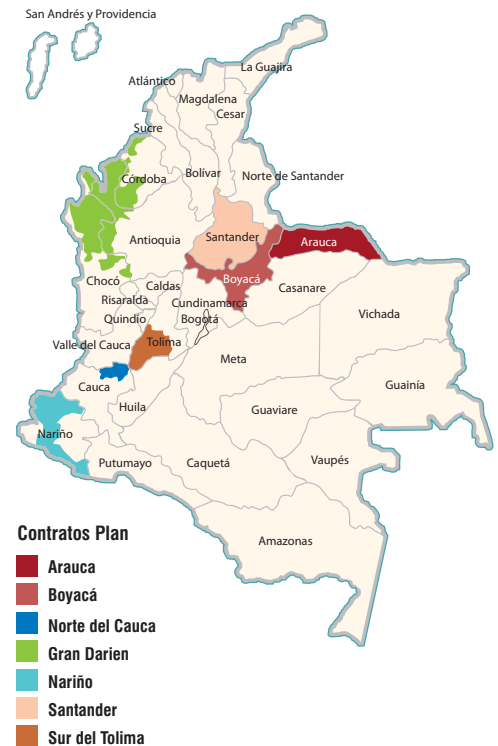 San Andrés y Providencia
La Guajira
Atlántico
Magdalena
Cesar
Sucre
Bolívar
Norte de Santander
Córdoba
Santander
Arauca
Antioquia
Boyacá
Chocó
Caldas
Casanare
Risaralda
Cundinamarca
Vichada
Quindío
Bogotá
Valle del Cauca
Tolima
Meta
Cauca
Guainía
Huila
Guaviare
Nariño
Putumayo
Caquetá
Vaupés
Amazonas
Contratos Plan
Arauca
Boyacá
Norte del Cauca
Gran Darien
Nariño
Santander
Sur del Tolima